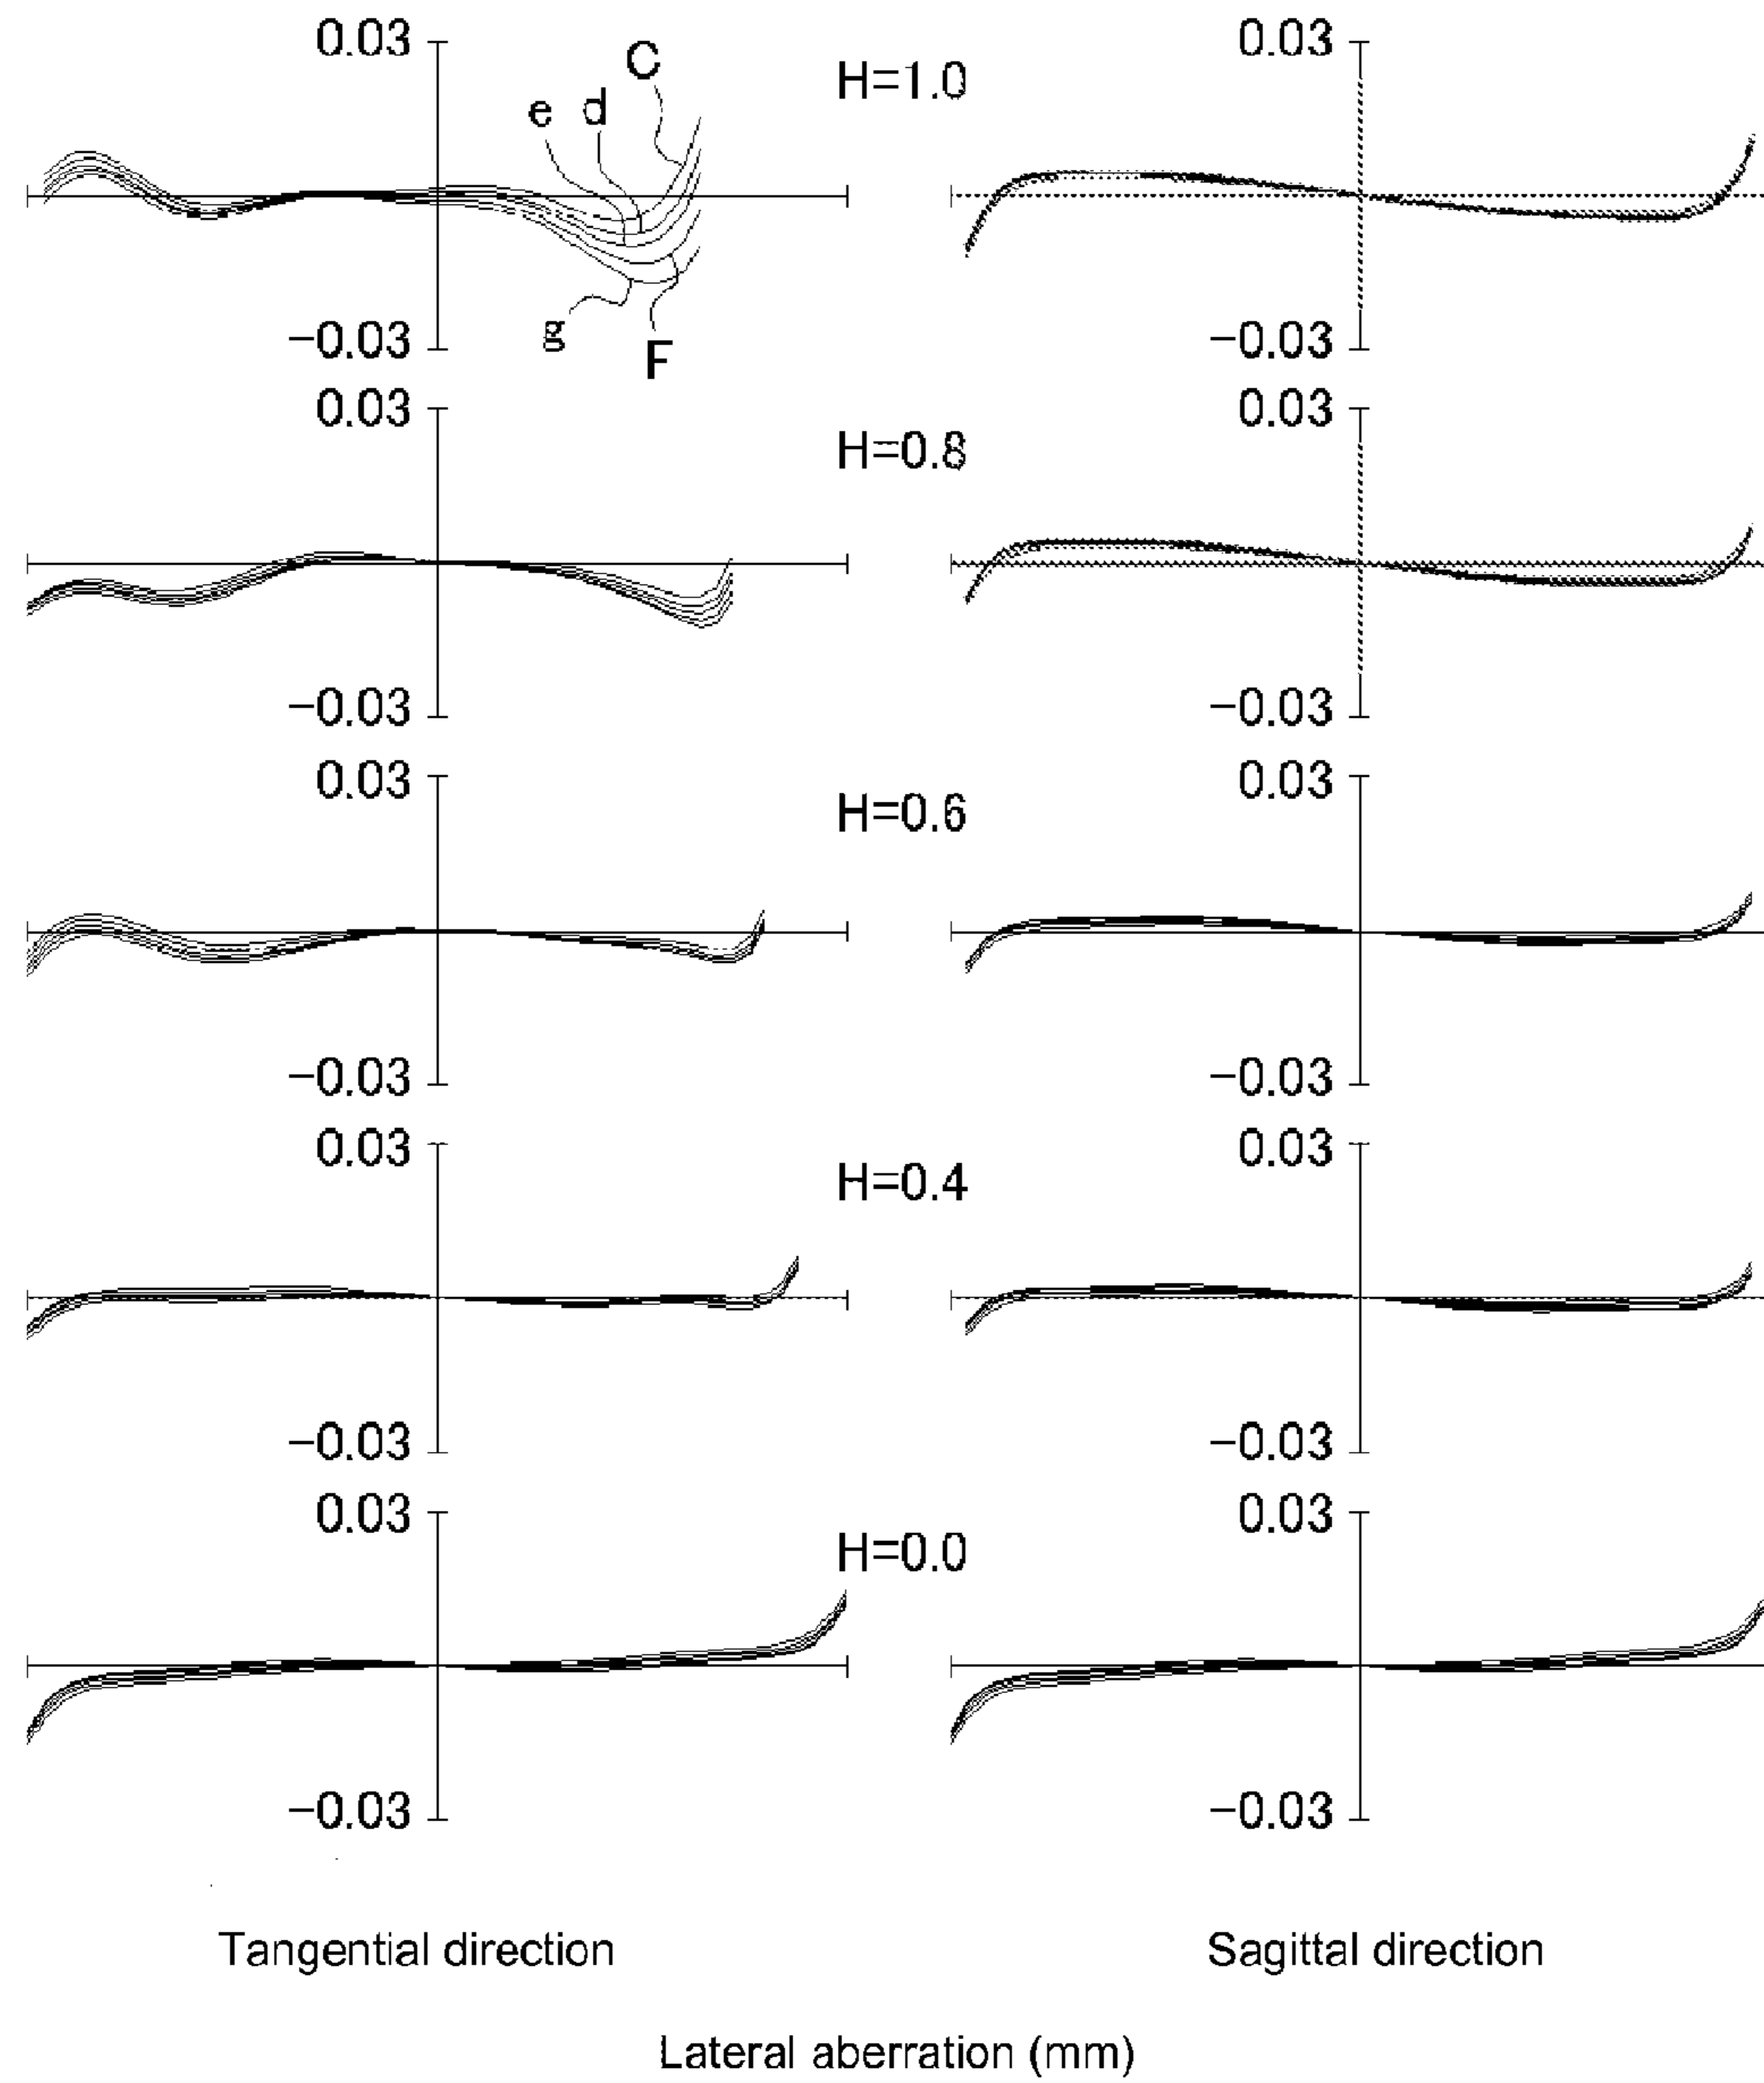 0.03 0.03
C
H=1.0
e d
g
F
−0.03 −0.03
0.03 0.03
H=0.8
−0.03 −0.03
0.03 0.03
H=0.6
−0.03 −0.03
0.03 0.03
H=0.4
−0.03 −0.03
0.03 0.03
H=0.0
−0.03 −0.03
Tangential direction Sagittal direction
Lateral aberration (mm)